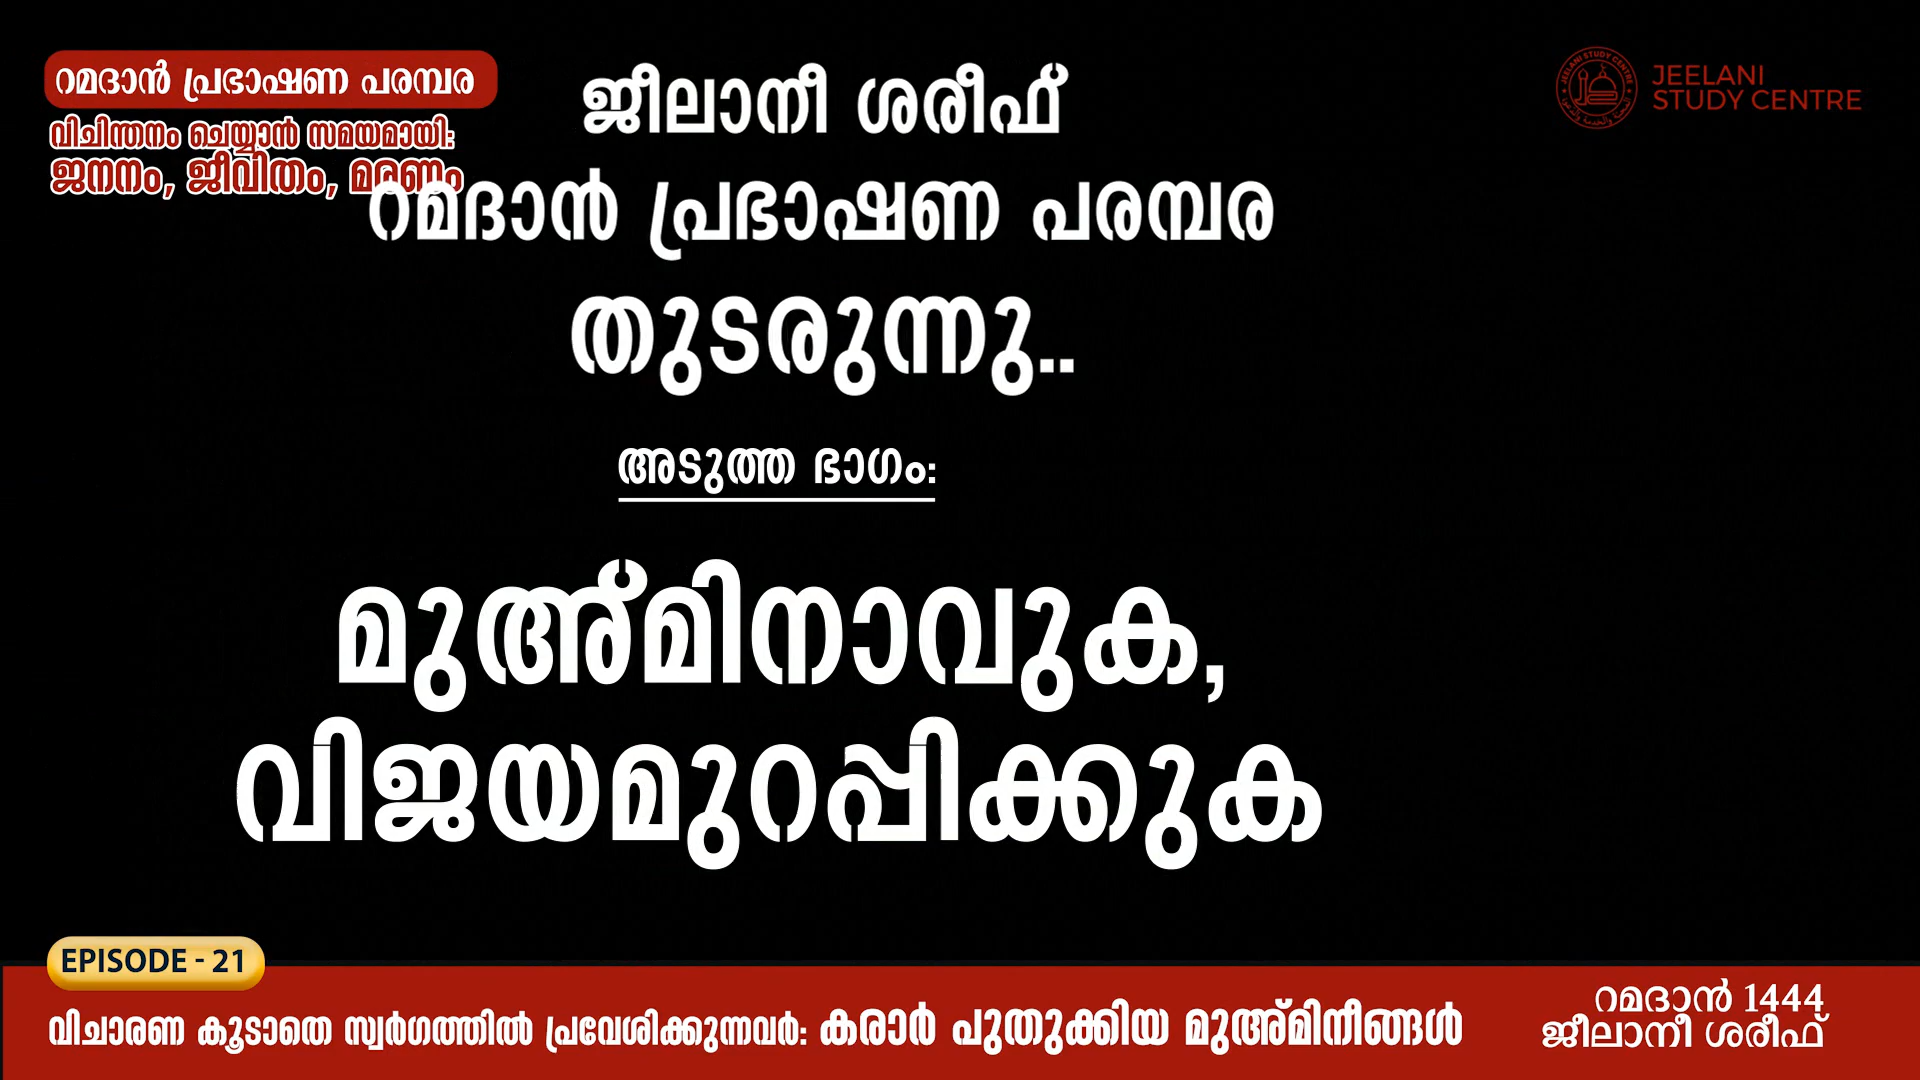 റമദാൻ പ്രഭാഷണ പരമ്പര
വിചിന്തനം ചെയ്യാൻ സമയമായി:
ജനനം, ജീവിതം, മരണം
JEELANI
STUDY CENTRE
ജീലാനീ ശരീഫ്
റമദാൻ പ്രഭാഷണ പരമ്പര
തുടരുന്നു..
അടുത്ത ഭാഗം:
മുഅ്മിനാവുക,
വിജയമുറപ്പിക്കുക
EPISODE - 21
വിചാരണ കൂടാതെ സ്വർഗത്തിൽ പ്രവേശിക്കുന്നവർ: കരാർ പുതുക്കിയ മുഅ്മിനീങ്ങൾ
റമദാൻ 1444
ജീലാനീ ശരീഫ്